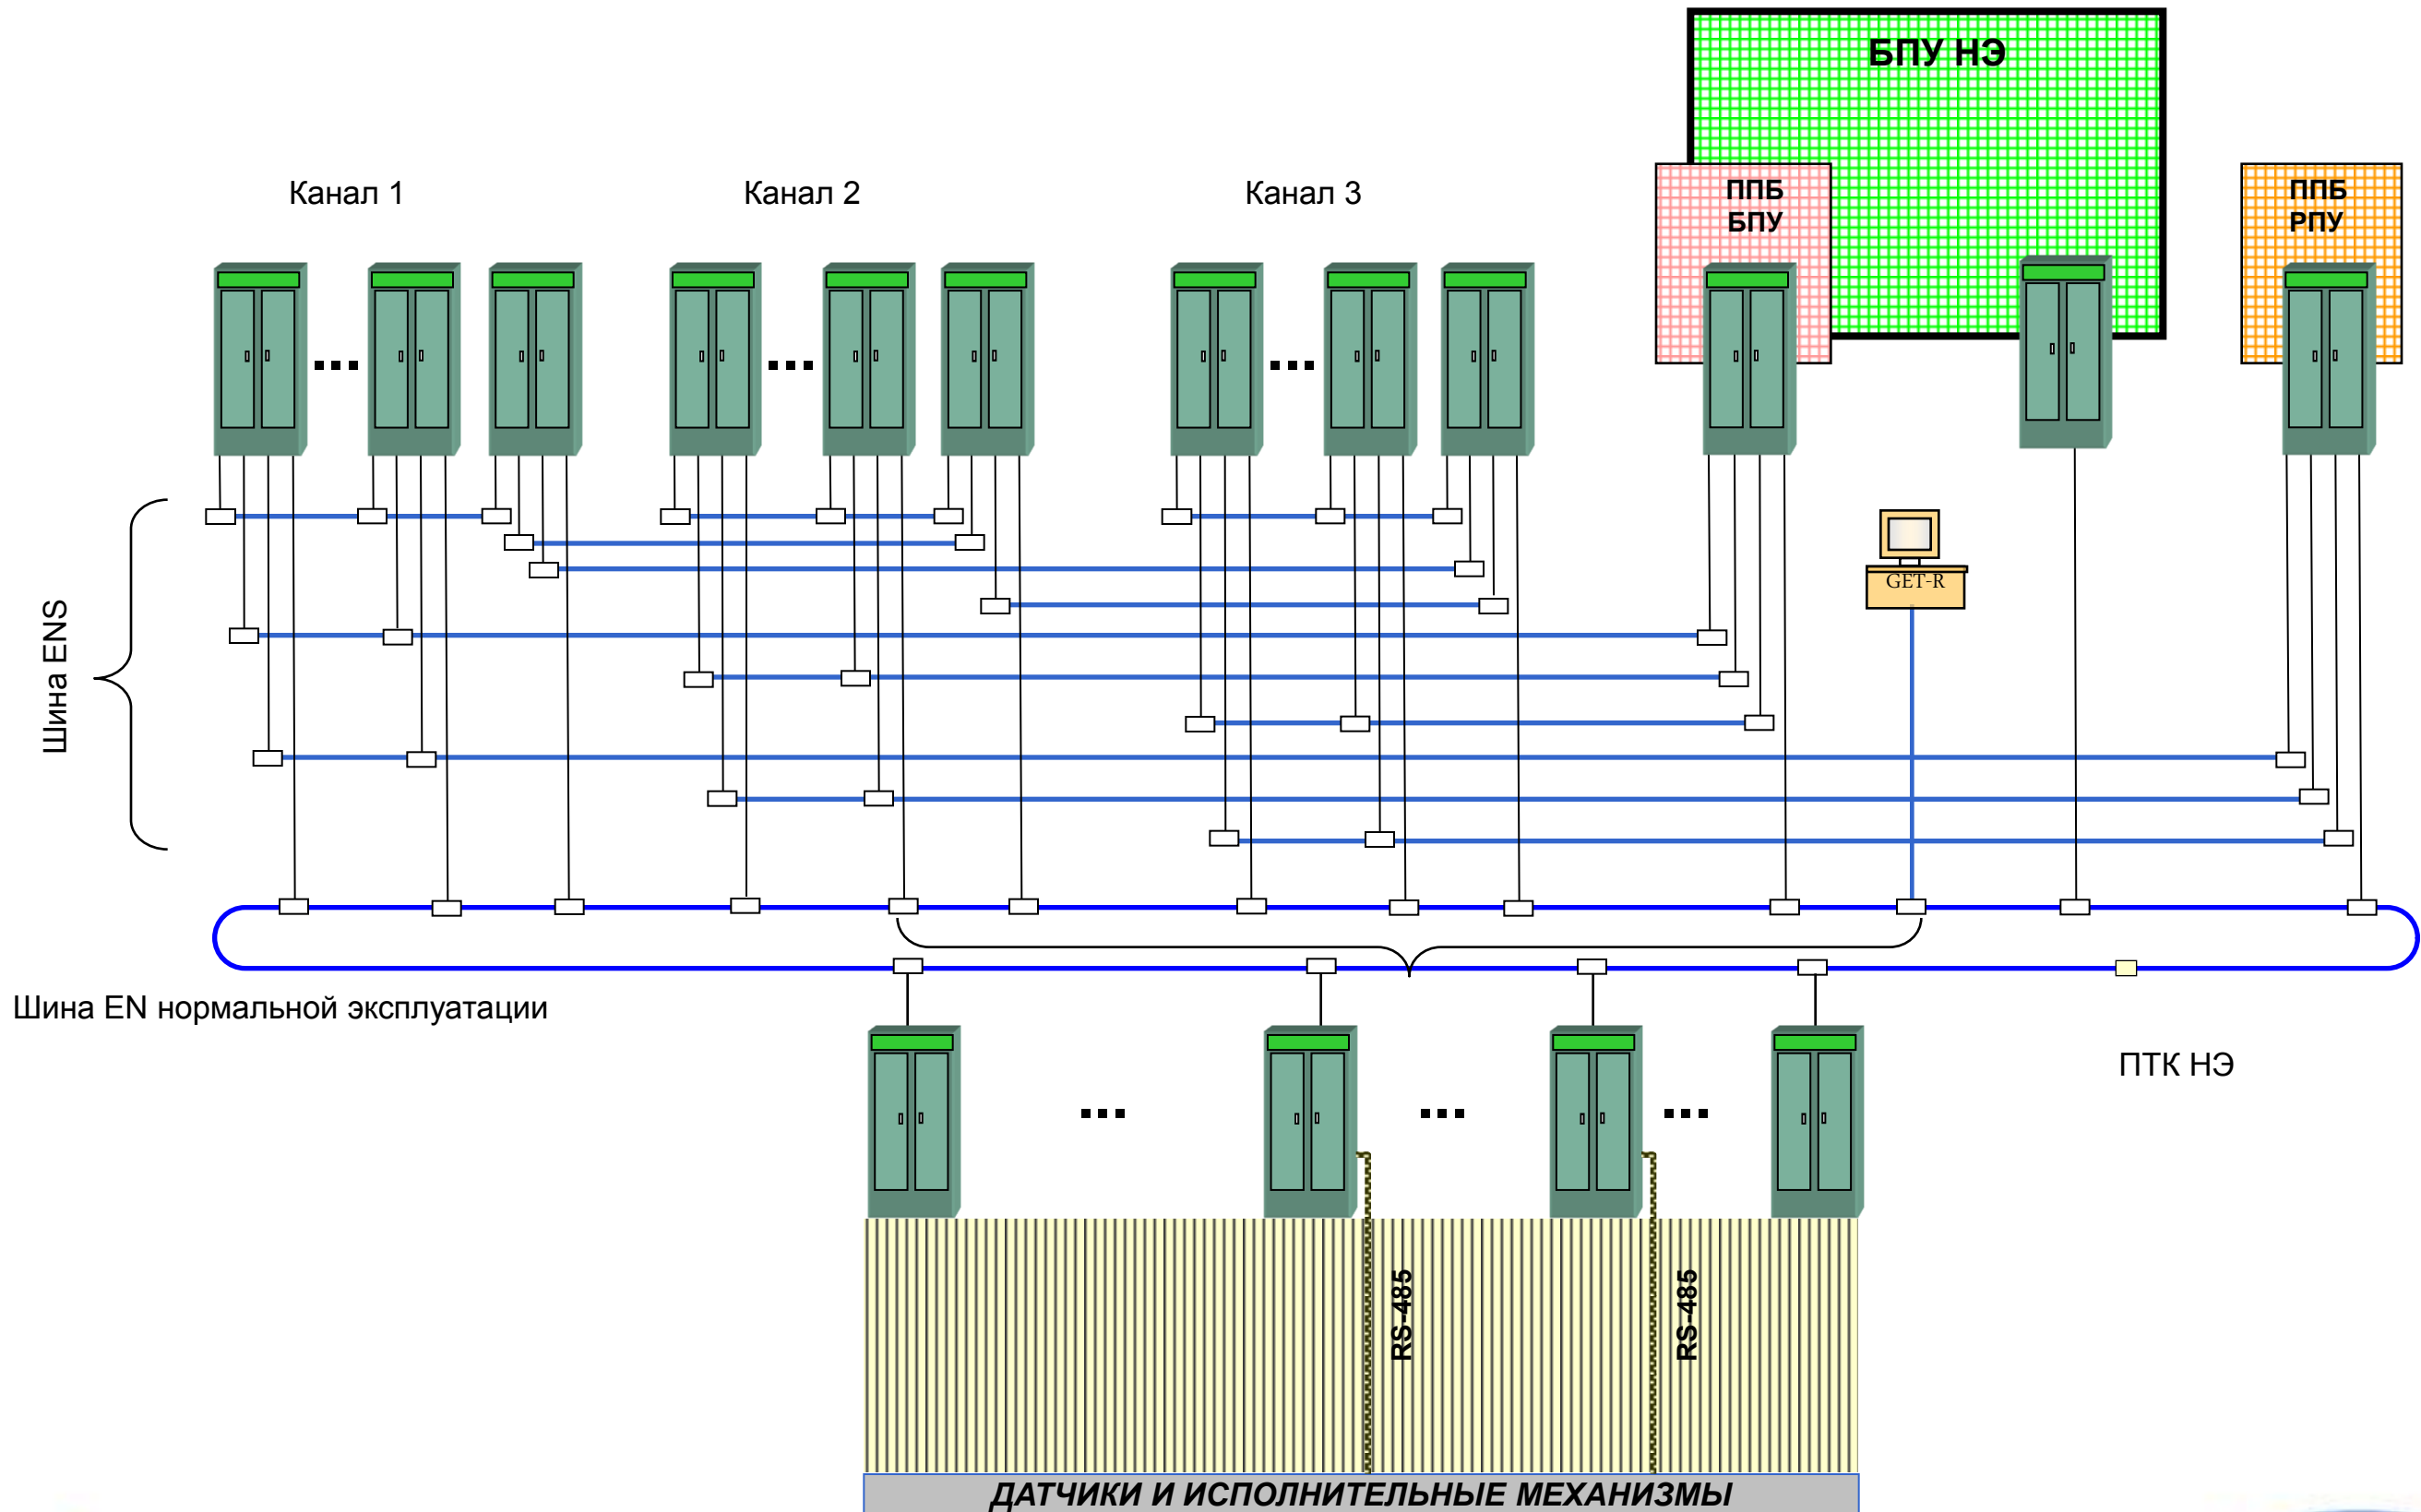 БПУ НЭ
Канал 1
Канал 2
Канал 3
ППБ
БПУ
ППБ
РПУ
GET-R
Шина ENS
Шина EN нормальной эксплуатации
ПТК НЭ
RS-485
RS-485
ДАТЧИКИ И ИСПОЛНИТЕЛЬНЫЕ МЕХАНИЗМЫ